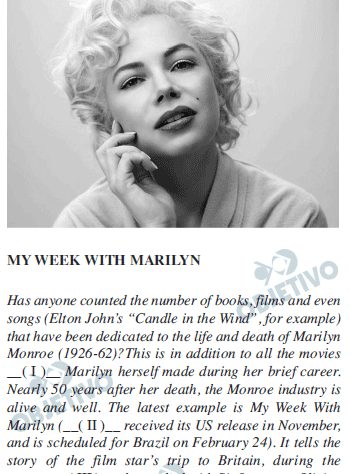 MY WEEK WITH MARILYN
Has anyone counted the number of books, films and even
songs (Elton John's “Candle in the Wind” , for example)
that have been dedicated to the life and death of Marilyn
Monroe (1926-62)?This is in addition to all the movies
__( I )__ Marilyn herself made during her brief career.
Nearly 50 years after her death, the Monroe industry is
alive and well. The latest example is My Week With
Marilyn (__( II )__ received its US release in November,
and is scheduled for Brazil on February 24). It tells the
story of the film star's trip to Britain, during the
OBJETIVO
OBJETIVO